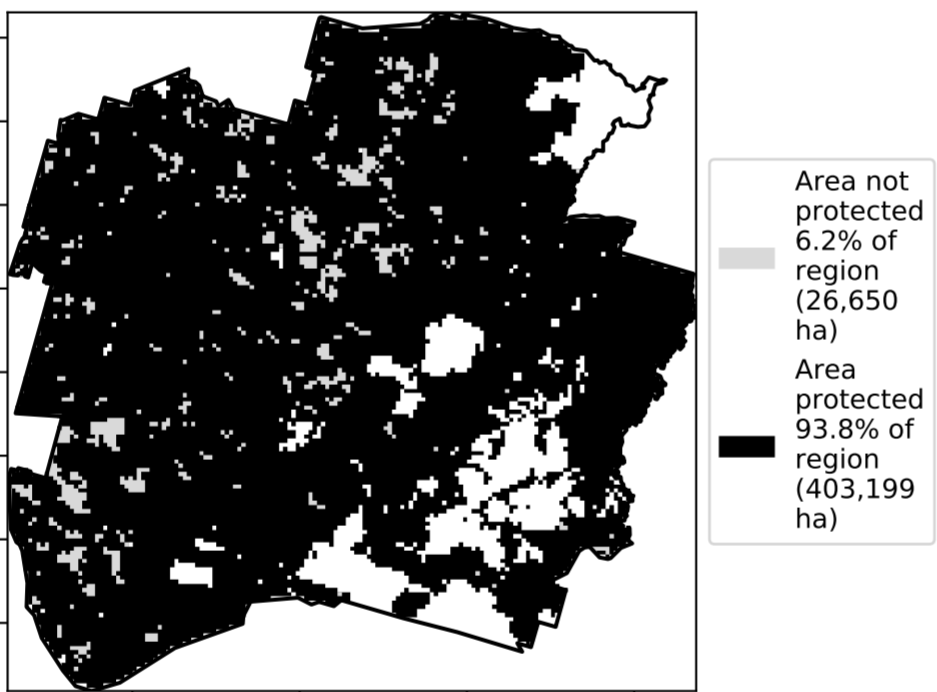 Area not
protected
6.2% of
region
(26,650
ha)
Area
protected
93.8% of
region
(403,199
ha)